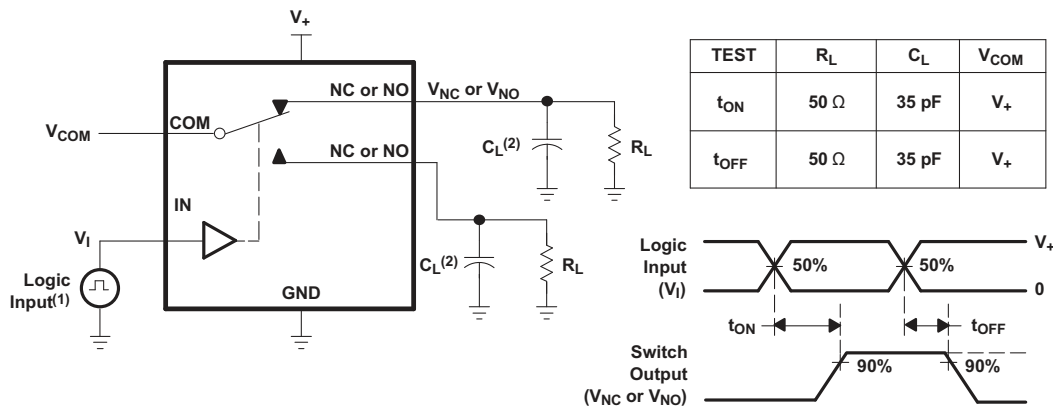 V+
NC or NO
VNC or VNO
COM
VCOM
CL(2)
RL
NC or NO
IN
VI
CL(2)
RL
Logic
Input(1)
GND
TEST RL CL VCOM
tON 50 Ω 35 pF V+
tOFF 50 Ω 35 pF V+
Logic
Input
(VI)
50%
50%
V+
0
tON
tOFF
Switch
Output
(VNC or VNO)
90%
90%